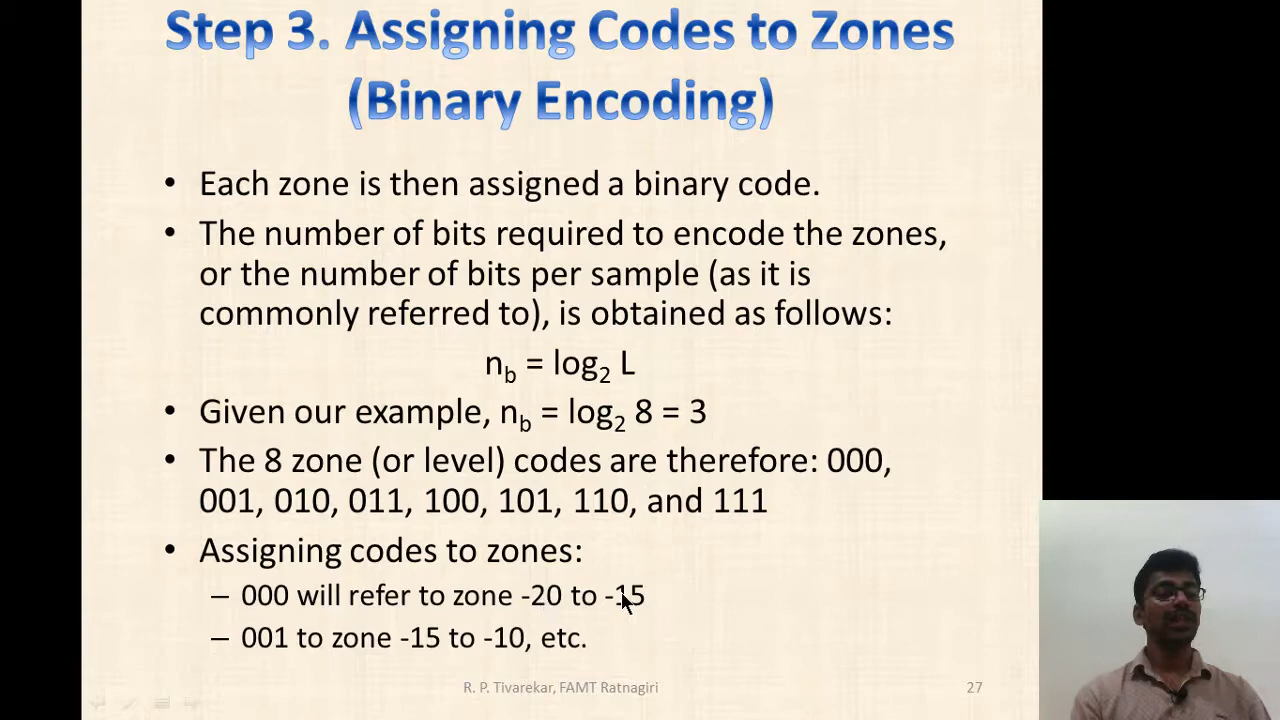 Step 3. Assigning Codes to Zones
(Binary Encoding)
• Each zone is then assigned a binary code.
• The number of bits required to encode the zones,
or the number of bits per sample (as it is
commonly referred to), is obtained as follows:
n_b = log_2 L
• Given our example, n_b = log_2 8 = 3
• The 8 zone (or level) codes are therefore: 000,
001, 010, 011, 100, 101, 110, and 111
• Assigning codes to zones:
– 000 will refer to zone -20 to -15
– 001 to zone -15 to -10, etc.
R. P. Tivarekar, FAMT Ratnagiri
27